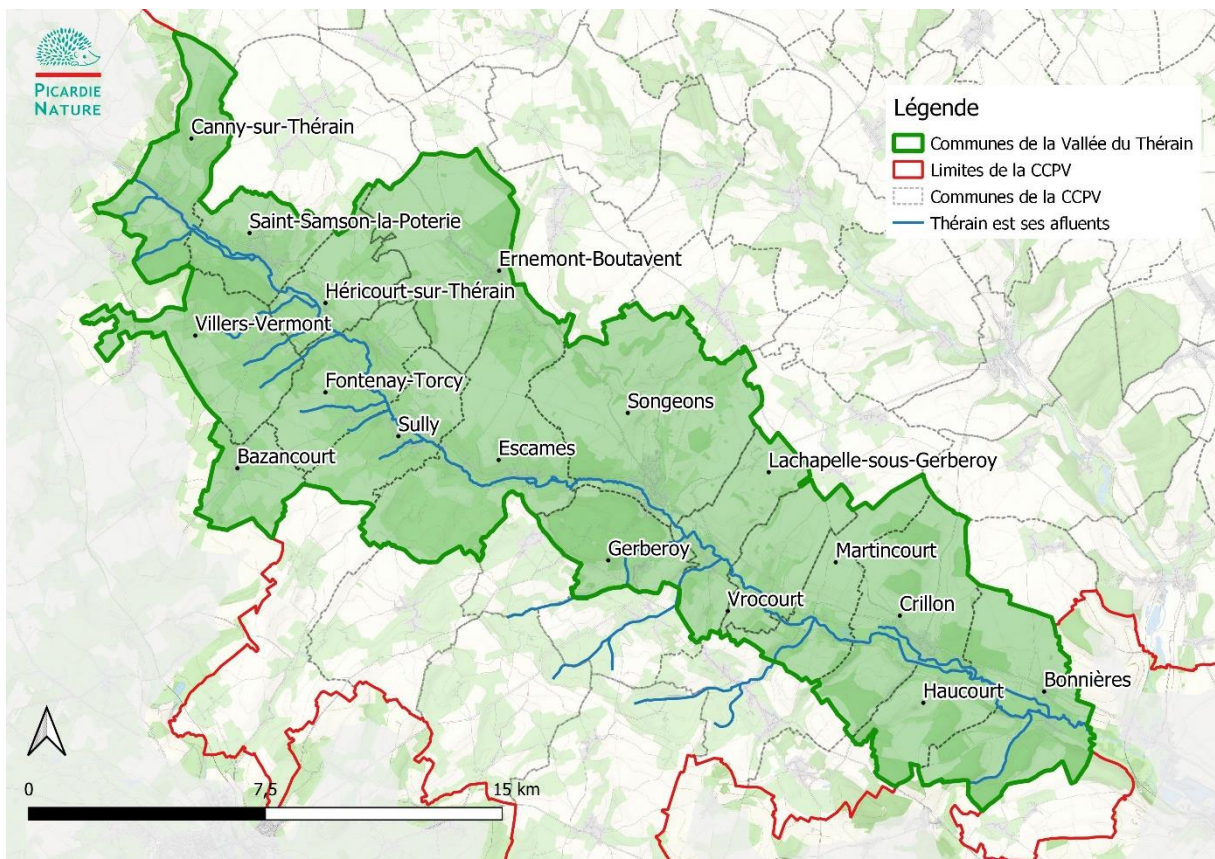 PICARDIE
NATURE
Légende
Communes de la Vallée du Thérain
Limites de la CCPV
Communes de la CCPV
Thérain est ses afluents
Canny-sur-Thérain
Saint-Samson-la-Poterie
Ernemont-Boutavent
Héricourt-sur-Thérain
Villers-Vermont
Fontenay-Torcy
Songeons
Sully
Bazancourt
Escames
Lachapelle-sous-Gerberoy
Gerberoy
Martincourt
Vrocourt
Crillon
Bonnières
Haucourt
0 7,5 15 km